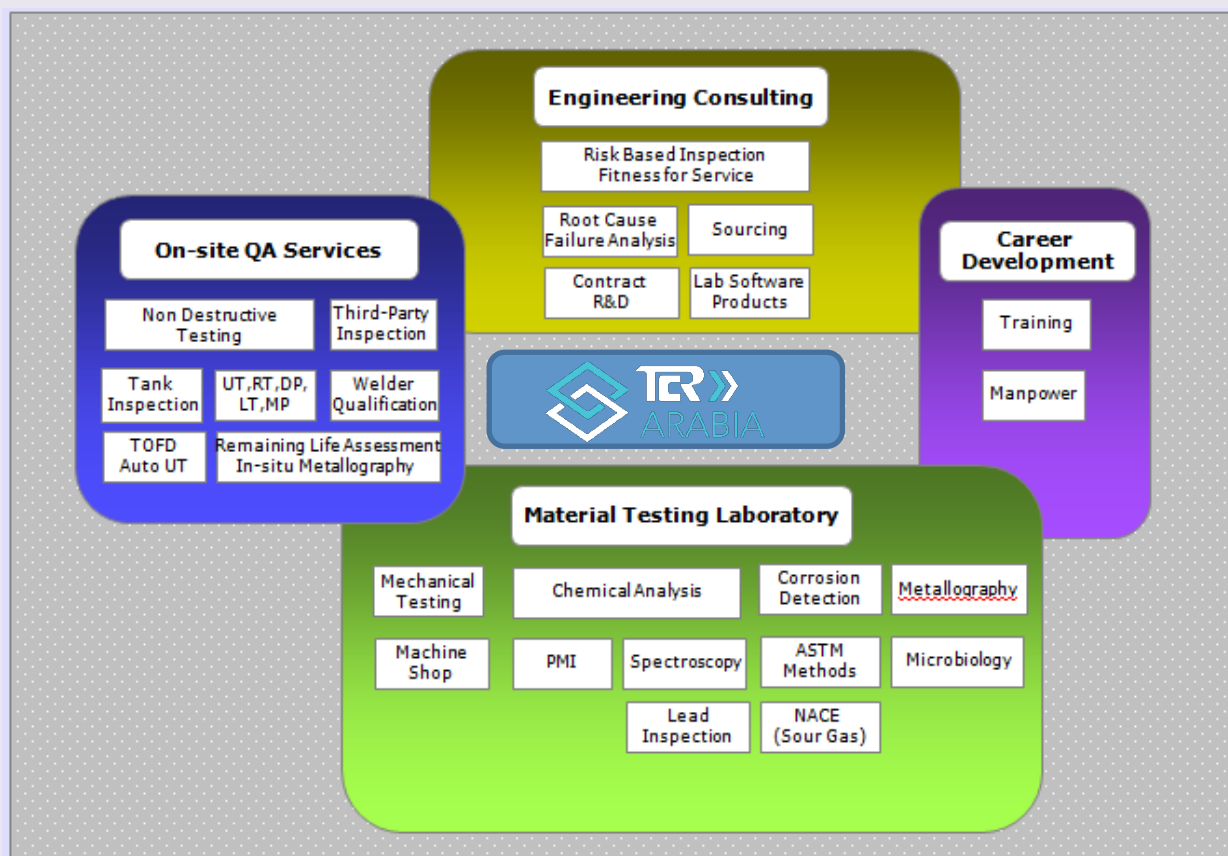 Engineering Consulting
Risk Based Inspection
Fitness for Service
Root Cause
Failure Analysis
Sourcing
Contract
R&D
Lab Software
Products
On-site QA Services
Non Destructive
Testing
Third-Party
Inspection
Tank
Inspection
UT,RT,DP,
LT,MP
Welder
Qualification
TOFD
Auto UT
Remaining Life Assessment
In-situ Metallography
Career
Development
Training
Manpower
TCR
ARABIA
Material Testing Laboratory
Mechanical
Testing
Chemical Analysis
Corrosion
Detection
Metallography
Machine
Shop
PMI
Spectroscopy
ASTM
Methods
Microbiology
Lead
Inspection
NACE
(Sour Gas)